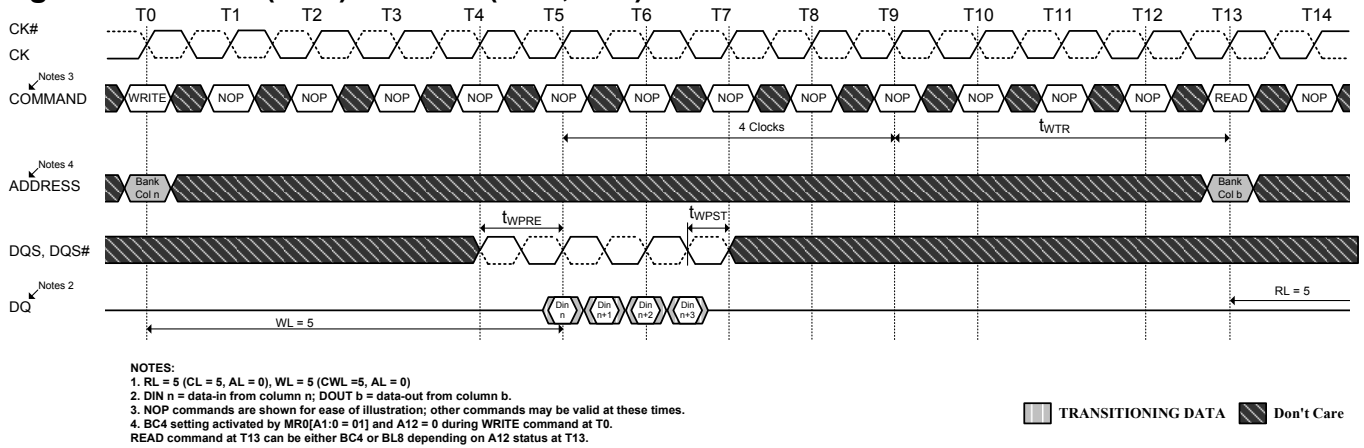 T0 T1 T2 T3 T4 T5 T6 T7 T8 T9 T10 T11 T12 T13 T14
CK#
CK
Notes 3
COMMAND WRITE NOP NOP NOP NOP NOP NOP NOP NOP NOP NOP NOP NOP READ NOP
4 Clocks tWTR
Notes 4
ADDRESS
Bank Bank
Col n Col b
tWPRE tWPST
DQS, DQS#
Notes 2
DQ
Din Din Din Din
n n+1 n+2 n+3
RL = 5
WL = 5
NOTES:
1. RL = 5 (CL = 5, AL = 0), WL = 5 (CWL =5, AL = 0)
2. DIN n = data-in from column n; DOUT b = data-out from column b.
3. NOP commands are shown for ease of illustration; other commands may be valid at these times.
4. BC4 setting activated by MR0[A1:0 = 01] and A12 = 0 during WRITE command at T0.
READ command at T13 can be either BC4 or BL8 depending on A12 status at T13.
TRANSITIONING DATA Don't Care